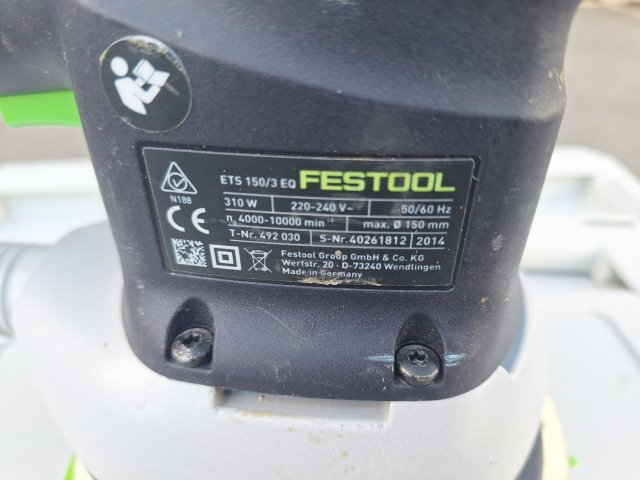 ETS 150/3 EQ FESTOOL
N188
310 W 220-240 V~ 50/60 Hz
n₀ 4000-10000 min⁻¹ max. Ø 150 mm
T-Nr. 492 030 S-Nr. 40261812 2014
CE
Festool Group GmbH & Co. KG
Wertstr. 20 · D-73240 Wendlingen
Made in Germany